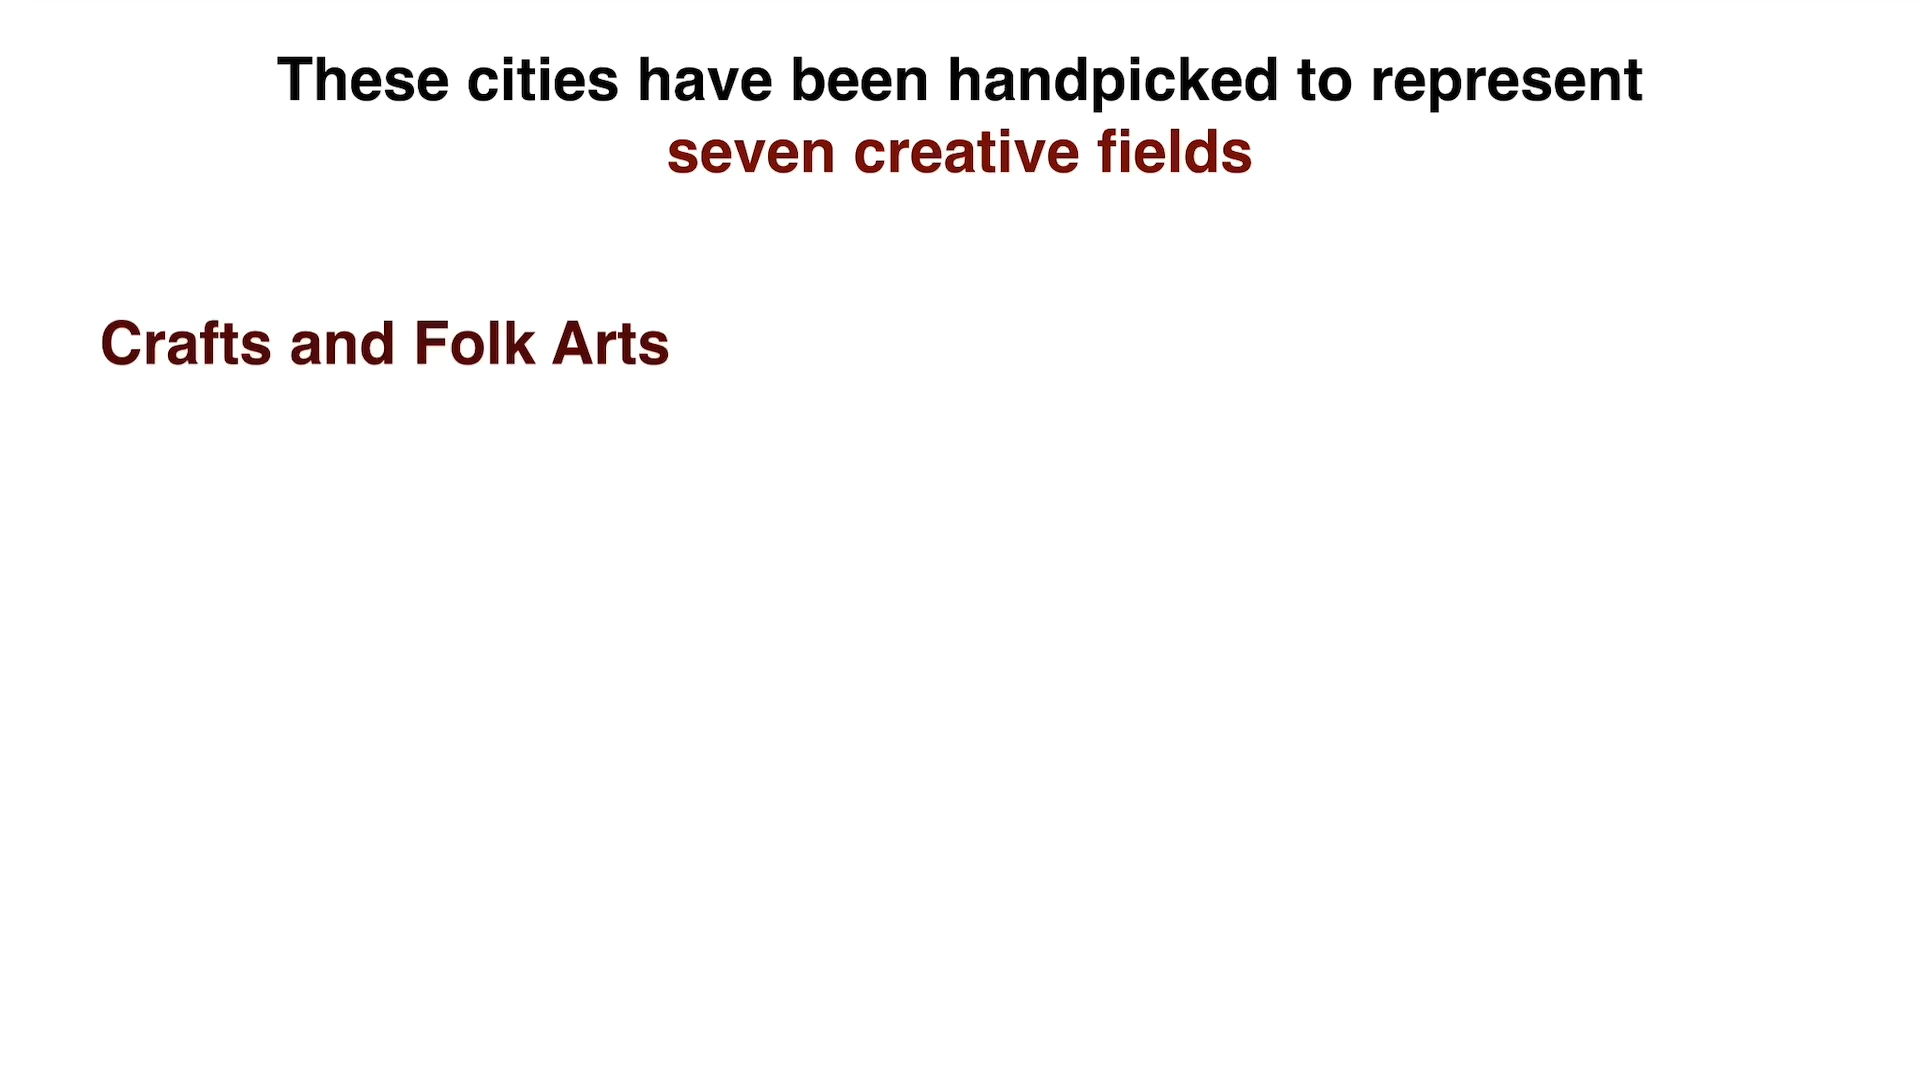 These cities have been handpicked to represent
seven creative fields
Crafts and Folk Arts